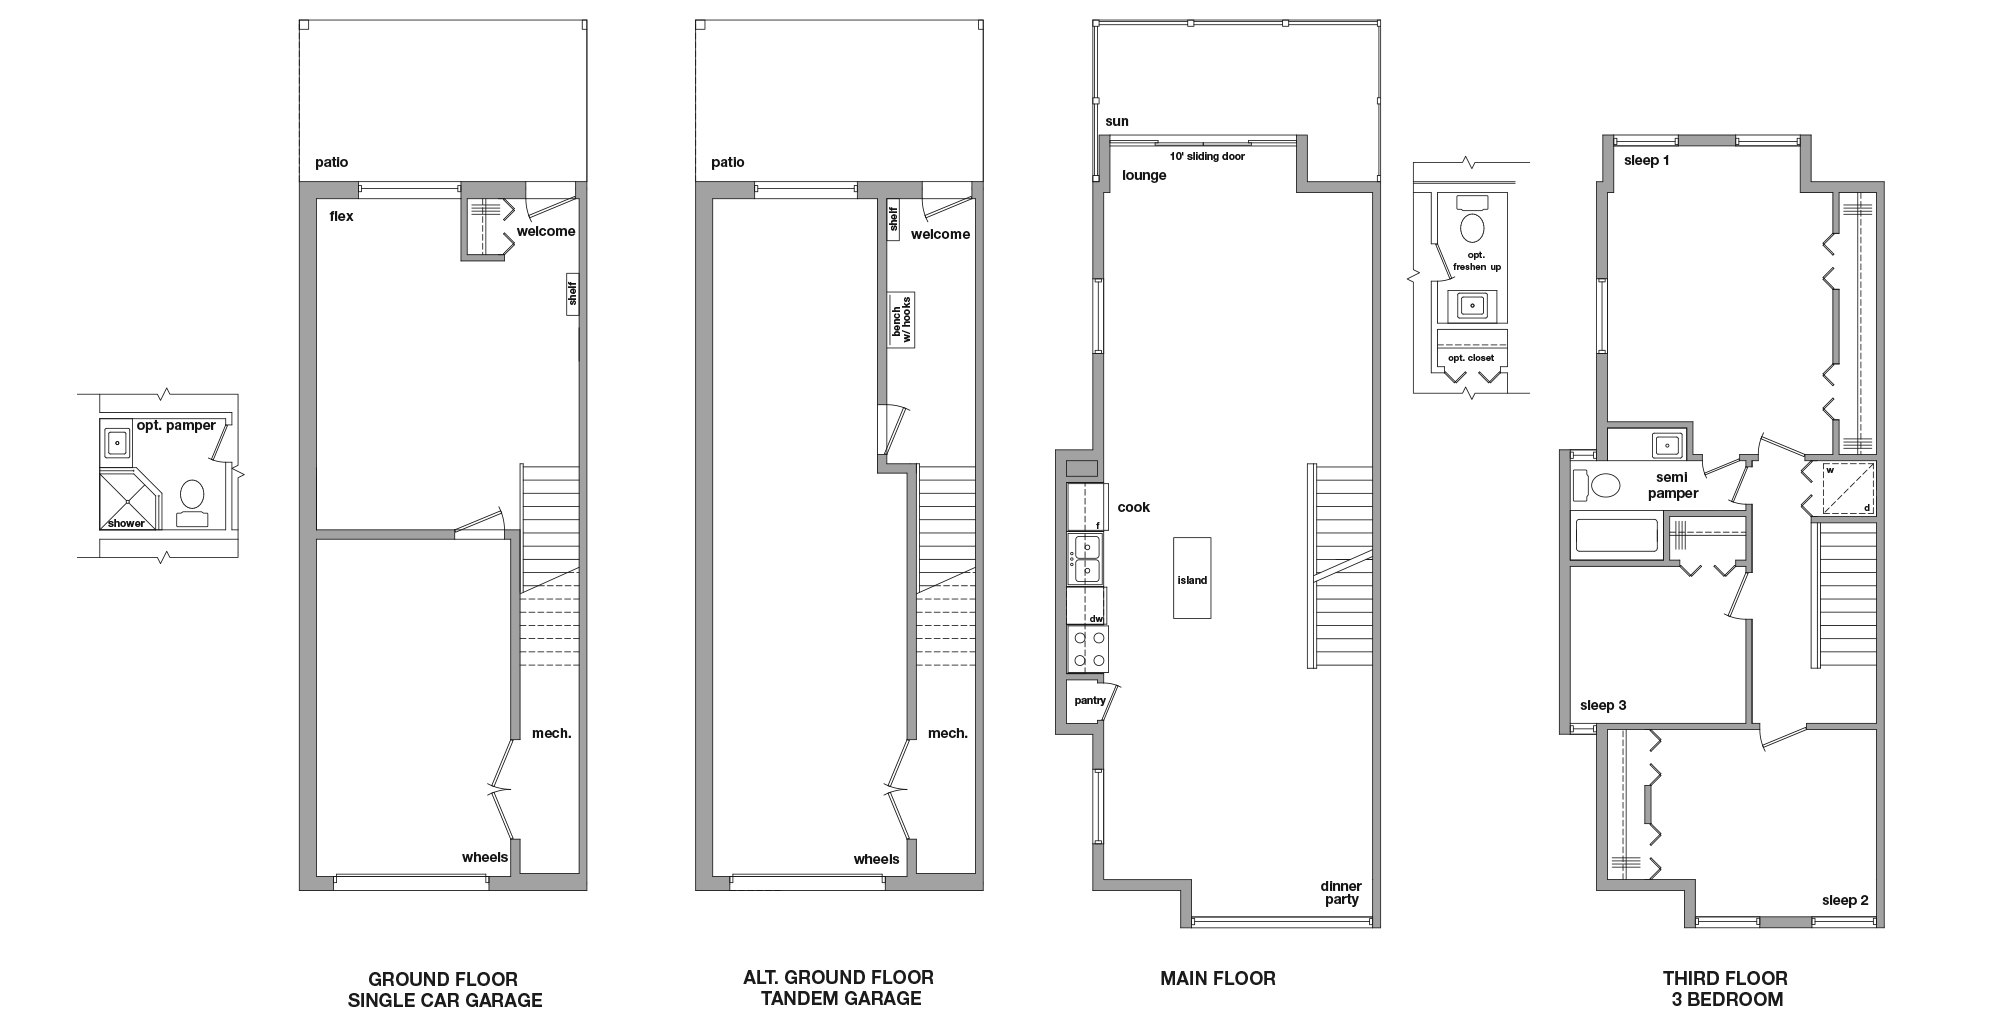 opt. pamper
shower
patio
flex
welcome
shelf
mech.
wheels
GROUND FLOOR
SINGLE CAR GARAGE
patio
shelf
welcome
bench
w/ hooks
mech.
wheels
ALT. GROUND FLOOR
TANDEM GARAGE
sun
10' sliding door
lounge
cook
f
island
dw
pantry
dinner
party
MAIN FLOOR
opt.
freshen up
opt. closet
sleep 1
semi
pamper
w
d
sleep 3
sleep 2
THIRD FLOOR
3 BEDROOM